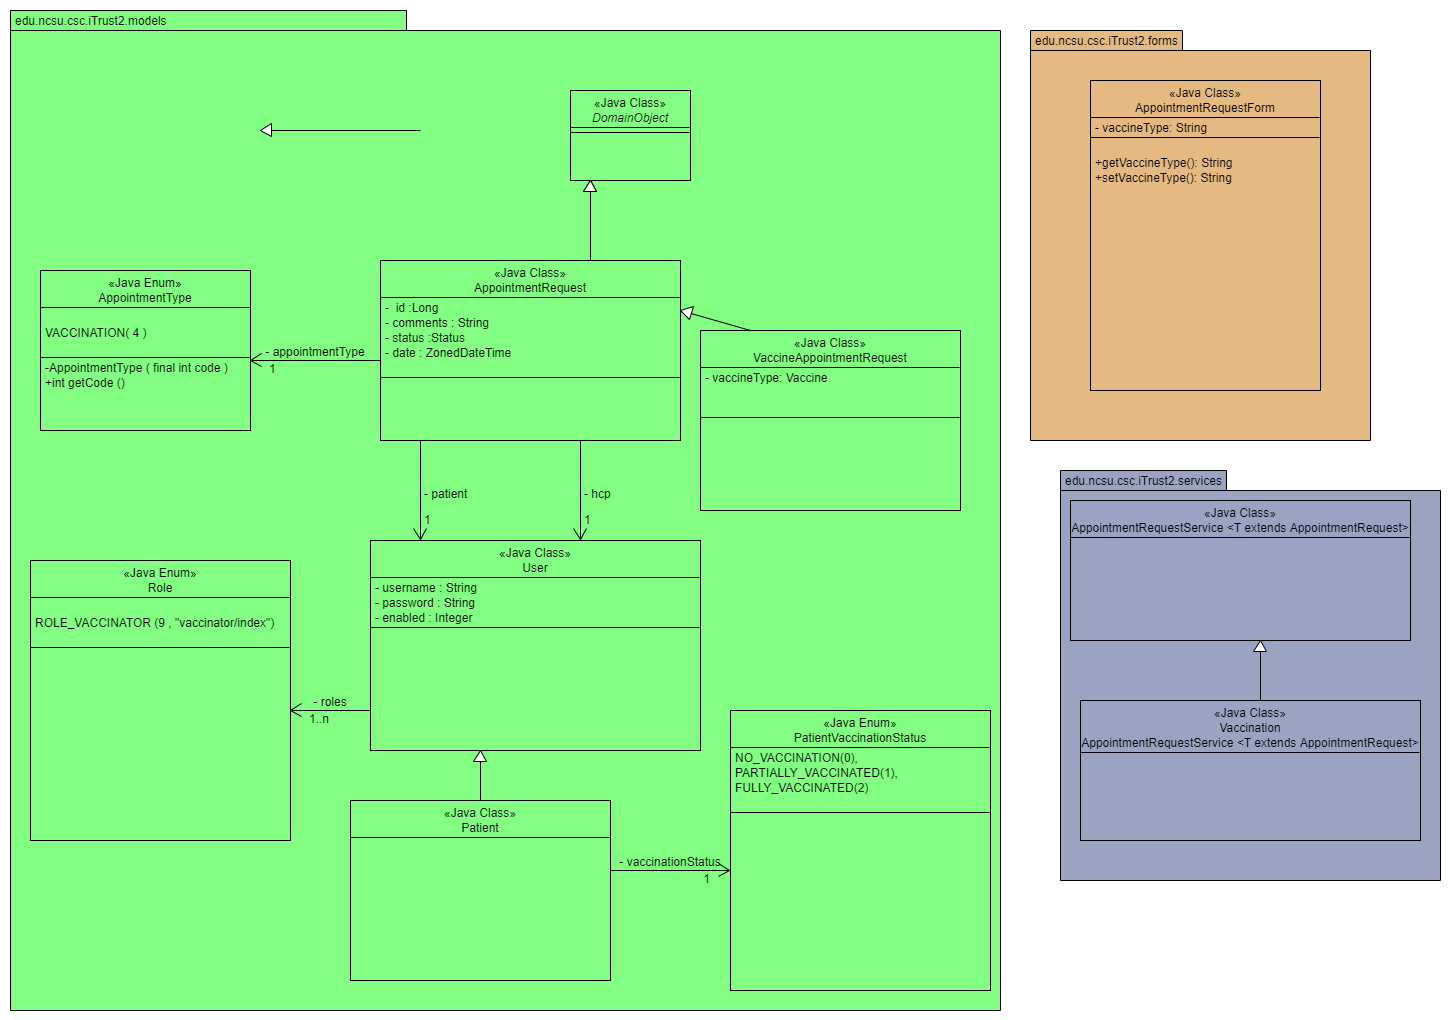 edu.ncsu.csc.iTrust2.models
«Java Class»
DomainObject
«Java Enum»
AppointmentType
VACCINATION( 4 )
-AppointmentType ( final int code )
+int getCode ()
- appointmentType
1
«Java Class»
AppointmentRequest
- id :Long
- comments : String
- status :Status
- date : ZonedDateTime
«Java Class»
VaccineAppointmentRequest
- vaccineType: Vaccine
- patient
1
- hcp
1
«Java Class»
User
- username : String
- password : String
- enabled : Integer
«Java Enum»
Role
ROLE_VACCINATOR (9 , "vaccinator/index")
- roles
1..n
«Java Class»
Patient
- vaccinationStatus
1
«Java Enum»
PatientVaccinationStatus
NO_VACCINATION(0),
PARTIALLY_VACCINATED(1),
FULLY_VACCINATED(2)
edu.ncsu.csc.iTrust2.forms
«Java Class»
AppointmentRequestForm
- vaccineType: String
+getVaccineType(): String
+setVaccineType(): String
edu.ncsu.csc.iTrust2.services
«Java Class»
AppointmentRequestService <T extends AppointmentRequest>
«Java Class»
Vaccination
AppointmentRequestService <T extends AppointmentRequest>